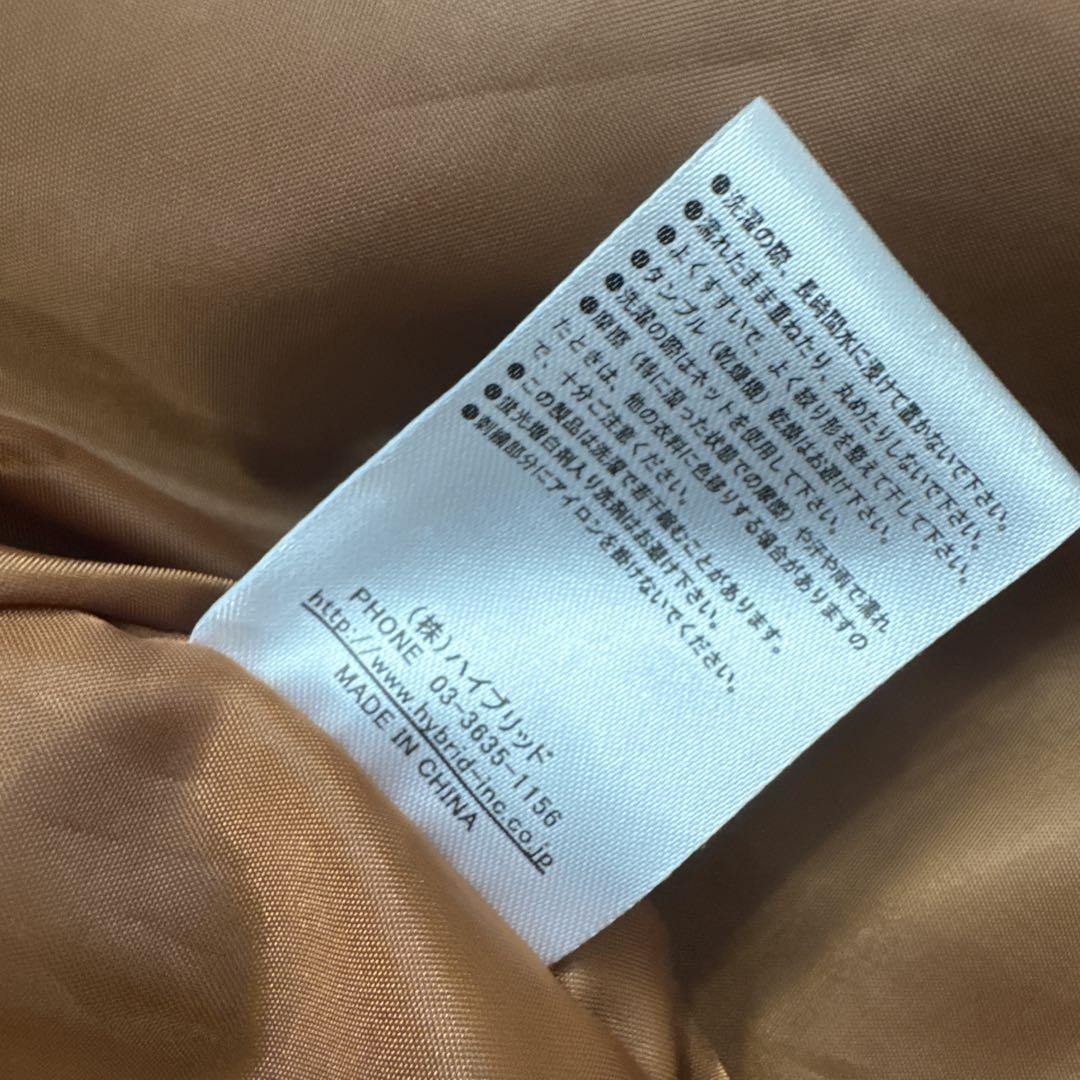 ●洗濯の際、長時間水に浸けて置かないで下さい。
●濡れたまま重ねたり、丸めたりしないで下さい。
●よくすすいで、よく絞り形を整えて干して下さい。
●タンブル(乾燥機)乾燥はお避け下さい。
●洗濯の際はネットを使用して下さい。
●摩擦(特に湿った状態での摩擦)や汗や雨で濡れ
たときは、他の衣料に色移りする場合がありますの
で、十分ご注意ください。
●この製品は洗濯で若干縮むことがあります。
●蛍光増白剤入り洗剤はお避け下さい。
●刺繍部分にアイロンを掛けないでください。
(株)ハイブリッド
PHONE 03-3635-1156
http://www.hybrid-inc.co.jp
MADE IN CHINA